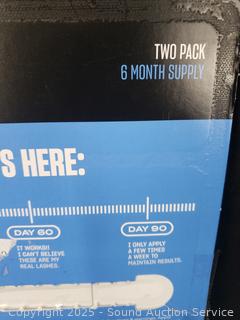 TWO PACK
6 MONTH SUPPLY
S HERE:
DAY 60
DAY 90
IT WORKS!!
I CAN'T BELIEVE
THESE ARE MY
REAL LASHES.
I ONLY APPLY
A FEW TIMES
A WEEK TO
MAINTAIN RESULTS.
Copyright 2025 - Sound Auction Service